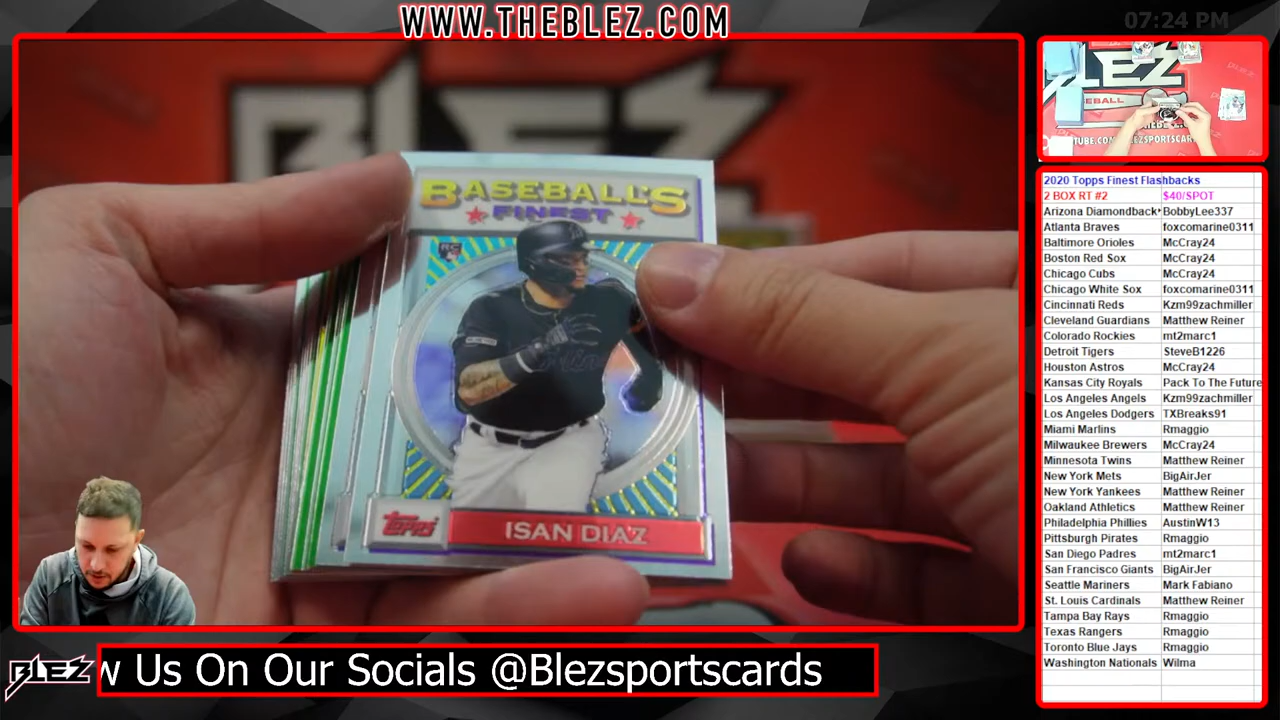 WWW.THEBLEZ.COM
07:24 PM
BLEZ
BASEBALL'S
FINEST
RC
Topps
ISAN DIAZ
LEZ
BASEBALL
2020 Topps Finest Flashbacks
2 BOX RT #2 $40/SPOT
Arizona Diamondback BobbyLee337
Atlanta Braves foxcomarine0311
Baltimore Orioles McCray24
Boston Red Sox McCray24
Chicago Cubs McCray24
Chicago White Sox foxcomarine0311
Cincinnati Reds Kzm99zachmiller
Cleveland Guardians Matthew Reiner
Colorado Rockies mt2marc1
Detroit Tigers SteveB1226
Houston Astros McCray24
Kansas City Royals Pack To The Future
Los Angeles Angels Kzm99zachmiller
Los Angeles Dodgers TXBreaks91
Miami Marlins Rmaggio
Milwaukee Brewers McCray24
Minnesota Twins Matthew Reiner
New York Mets BigAirJer
New York Yankees Matthew Reiner
Oakland Athletics Matthew Reiner
Philadelphia Phillies AustinW13
Pittsburgh Pirates Rmaggio
San Diego Padres mt2marc1
San Francisco Giants BigAirJer
Seattle Mariners Mark Fabiano
St. Louis Cardinals Matthew Reiner
Tampa Bay Rays Rmaggio
Texas Rangers Rmaggio
Toronto Blue Jays Rmaggio
Washington Nationals Wilma
BLEZ
w Us On Our Socials @Blezsportscards